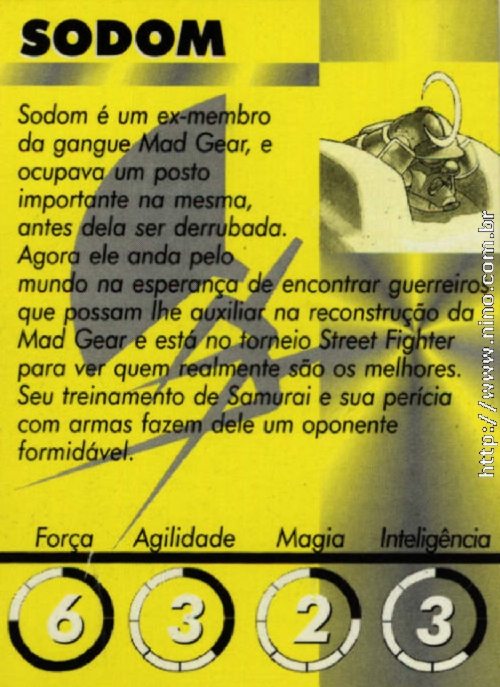 SODOM
Sodom é um ex-membro
da gangue Mad Gear, e
ocupava um posto
importante na mesma,
antes dela ser derrubada.
Agora ele anda pelo
mundo na esperança de encontrar guerreiros
que possam lhe auxiliar na reconstrução da
Mad Gear e está no torneio Street Fighter
para ver quem realmente são os melhores.
Seu treinamento de Samurai e sua perícia
com armas fazem dele um oponente
formidável.
http://www.nino.com.br
Força Agilidade Magia Inteligência
6 3 2 3